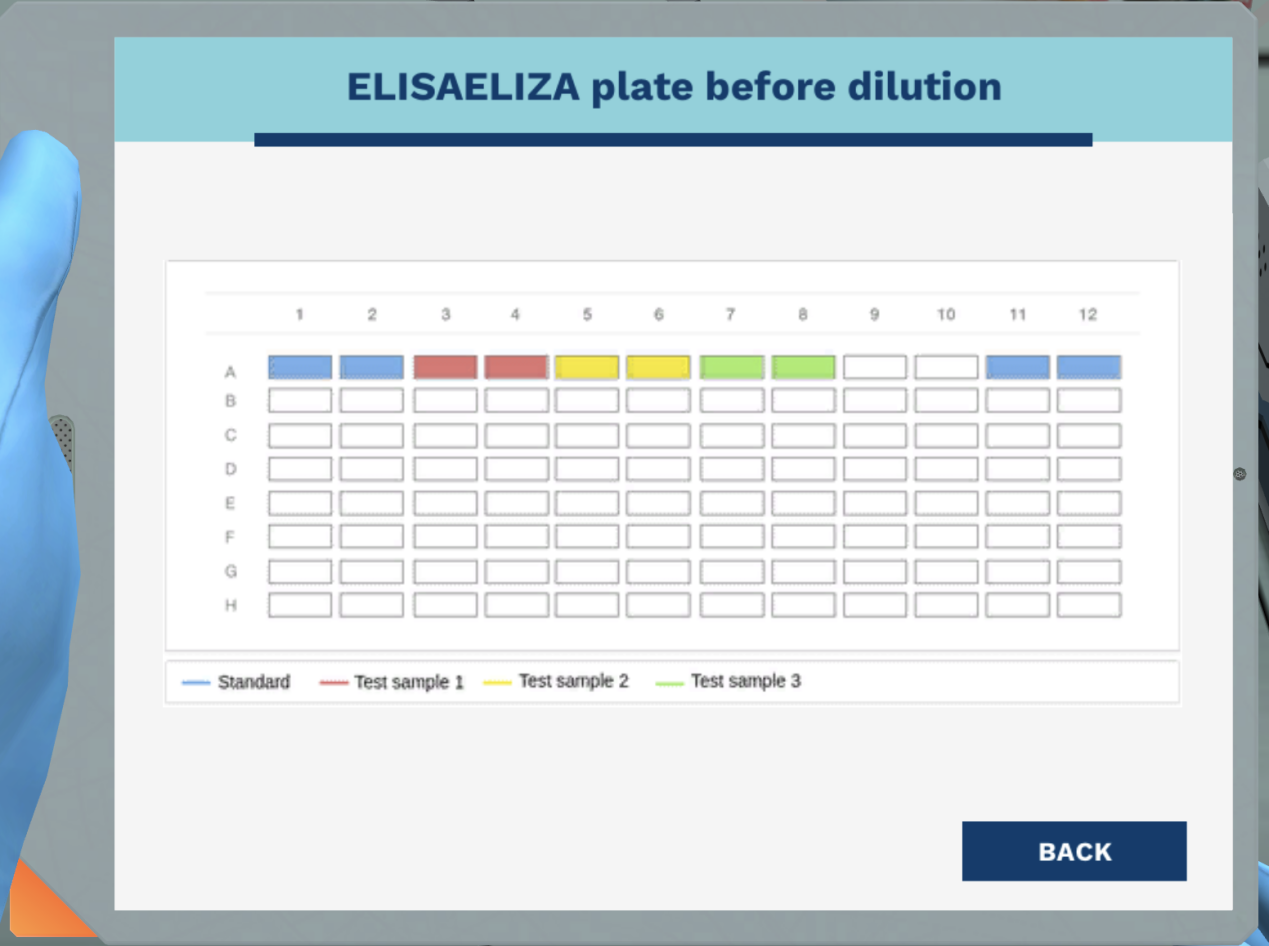 ELISAELIZA plate before dilution
1 2 3 4 5 6 7 8 9 10 11 12
A
B
C
D
E
F
G
H
Standard Test sample 1 Test sample 2 Test sample 3
BACK